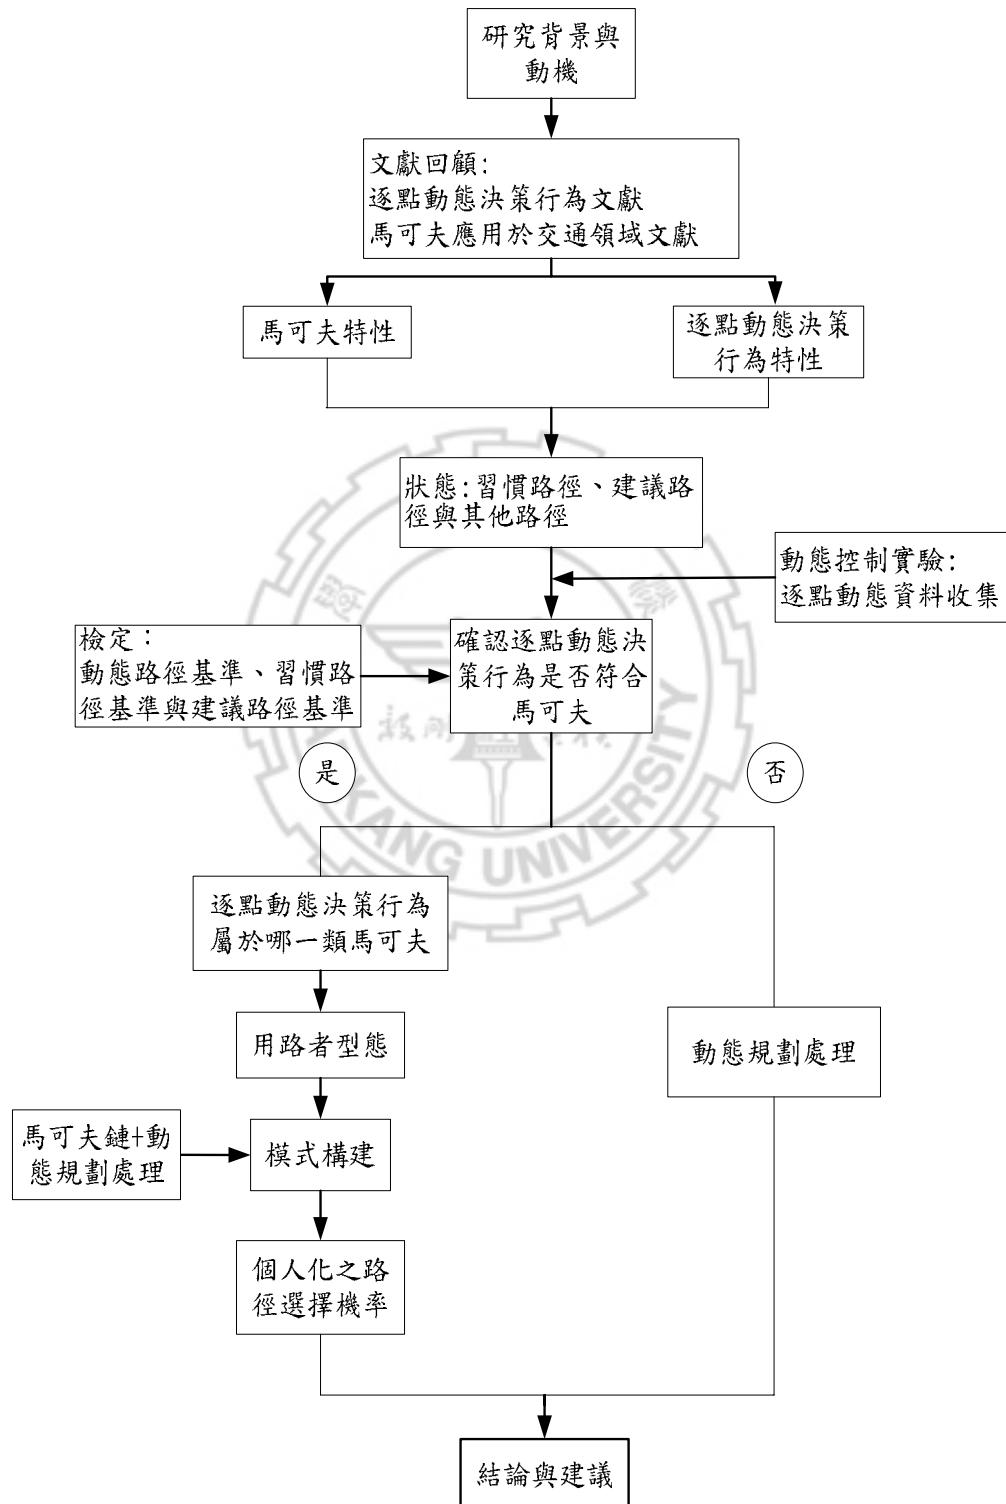 研究背景與
動機
文獻回顧:
逐點動態決策行為文獻
馬可夫應用於交通領域文獻
馬可夫特性
逐點動態決策
行為特性
狀態:習慣路徑、建議路
徑與其他路徑
動態控制實驗:
逐點動態資料收集
檢定：
動態路徑基準、習慣路
徑基準與建議路徑基準
確認逐點動態決
策行為是否符合
馬可夫
是
否
KANG UNIVERSITY
逐點動態決策行為
屬於哪一類馬可夫
用路者型態
動態規劃處理
馬可夫鏈+動
態規劃處理
模式構建
個人化之路
徑選擇機率
結論與建議